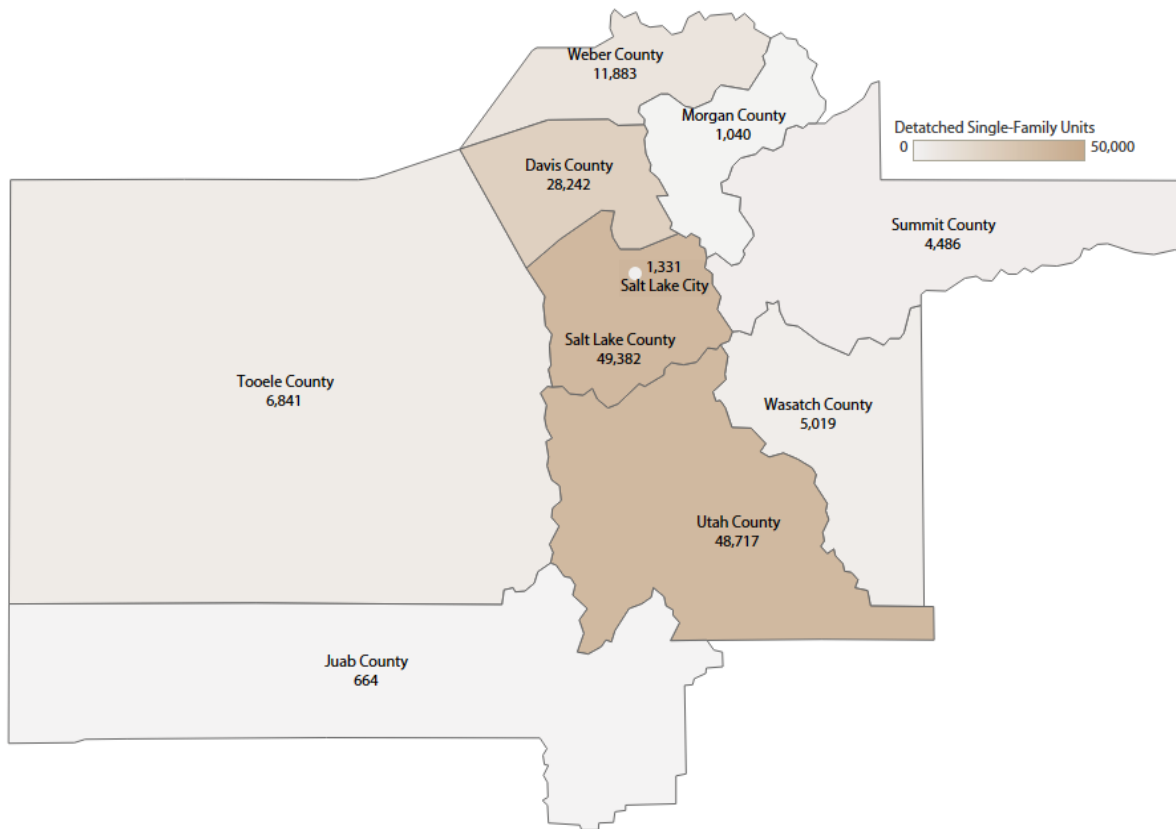 Weber County
11,883
Morgan County
1,040
Detatched Single-Family Units
0 50,000
Davis County
28,242
Summit County
4,486
1,331
Salt Lake City
Salt Lake County
49,382
Tooele County
6,841
Wasatch County
5,019
Utah County
48,717
Juab County
664